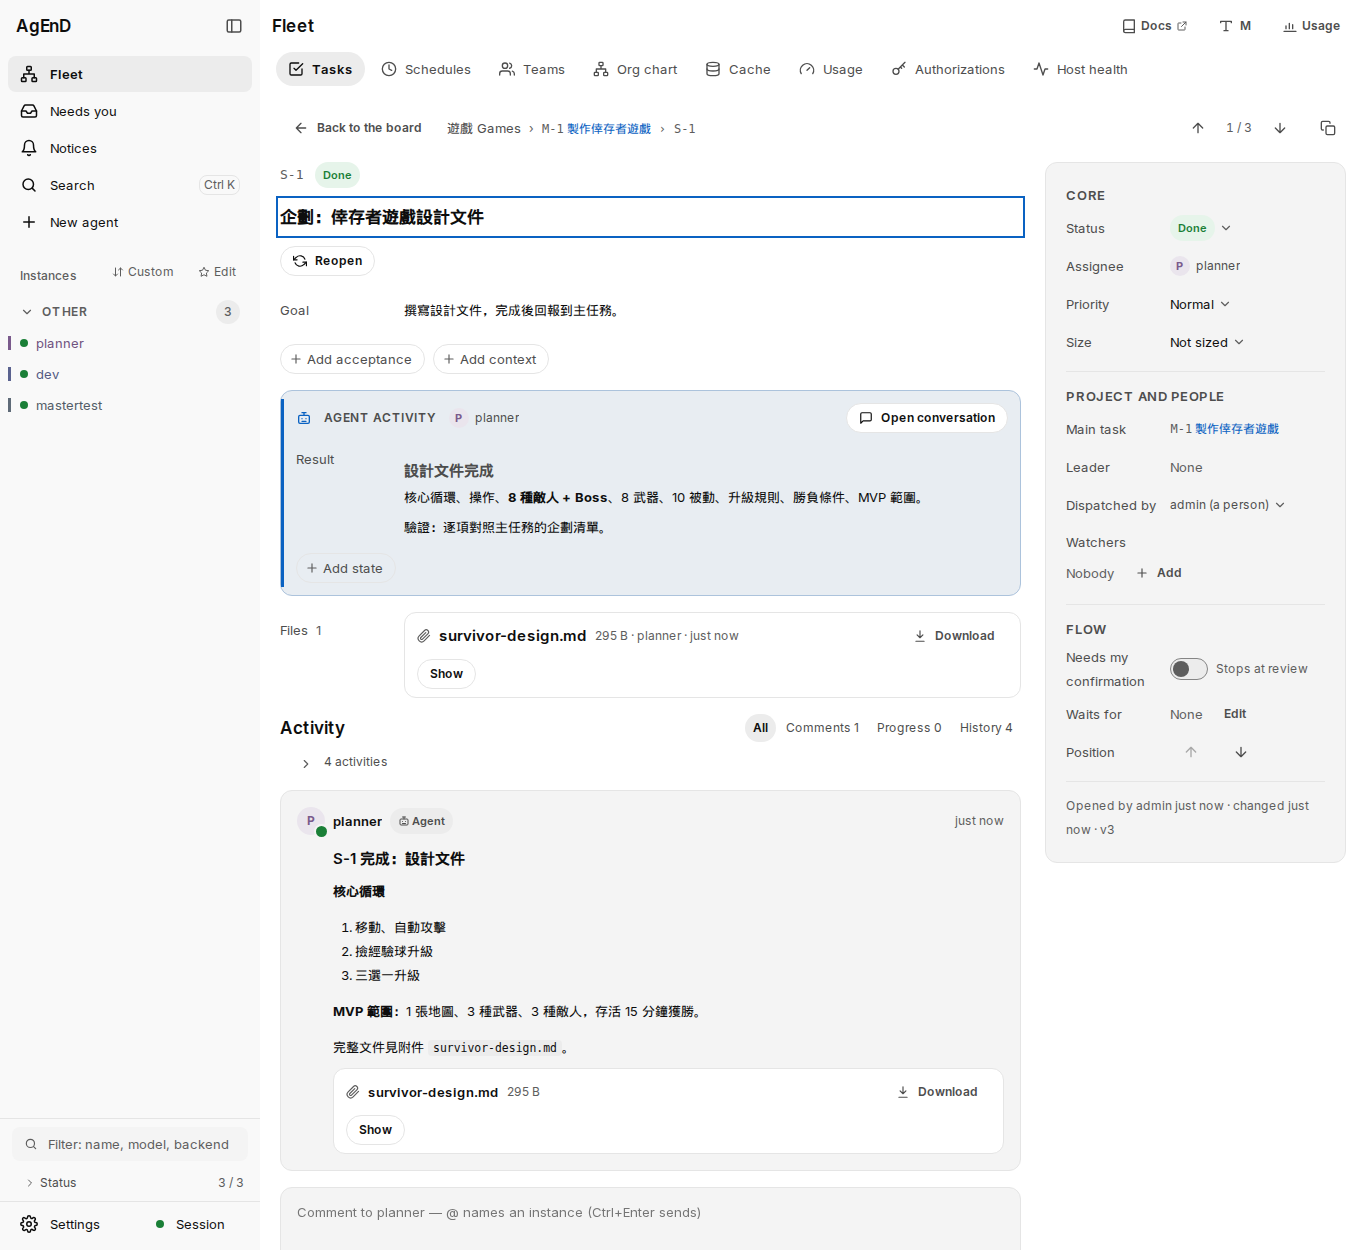 AgEnD
Fleet
Needs you
Notices
Search
Ctrl K
New agent
Instances
Custom
Edit
OTHER
3
planner
dev
mastertest
Filter: name, model, backend
Status
3 / 3
Settings
Session
Fleet
Docs
M
Usage
Tasks
Schedules
Teams
Org chart
Cache
Usage
Authorizations
Host health
Back to the board
遊戲 Games › M-1 製作倖存者遊戲 › S-1
1 / 3
S-1
Done
企劃：倖存者遊戲設計文件
Reopen
Goal
撰寫設計文件，完成後回報到主任務。
Add acceptance
Add context
AGENT ACTIVITY
P
planner
Open conversation
Result
設計文件完成
核心循環、操作、8 種敵人 + Boss、8 武器、10 被動、升級規則、勝負條件、MVP 範圍。
驗證：逐項對照主任務的企劃清單。
Add state
Files 1
survivor-design.md
295 B · planner · just now
Download
Show
Activity
All
Comments 1
Progress 0
History 4
4 activities
P
planner
Agent
just now
S-1 完成：設計文件
核心循環
1. 移動、自動攻擊
2. 撿經驗球升級
3. 三選一升級
MVP 範圍：1 張地圖、3 種武器、3 種敵人，存活 15 分鐘獲勝。
完整文件見附件 survivor-design.md。
survivor-design.md
295 B
Download
Show
Comment to planner — @ names an instance (Ctrl+Enter sends)
CORE
Status
Done
Assignee
P
planner
Priority
Normal
Size
Not sized
PROJECT AND PEOPLE
Main task
M-1 製作倖存者遊戲
Leader
None
Dispatched by
admin (a person)
Watchers
Nobody
Add
FLOW
Needs my
confirmation
Stops at review
Waits for
None
Edit
Position
Opened by admin just now · changed just
now · v3